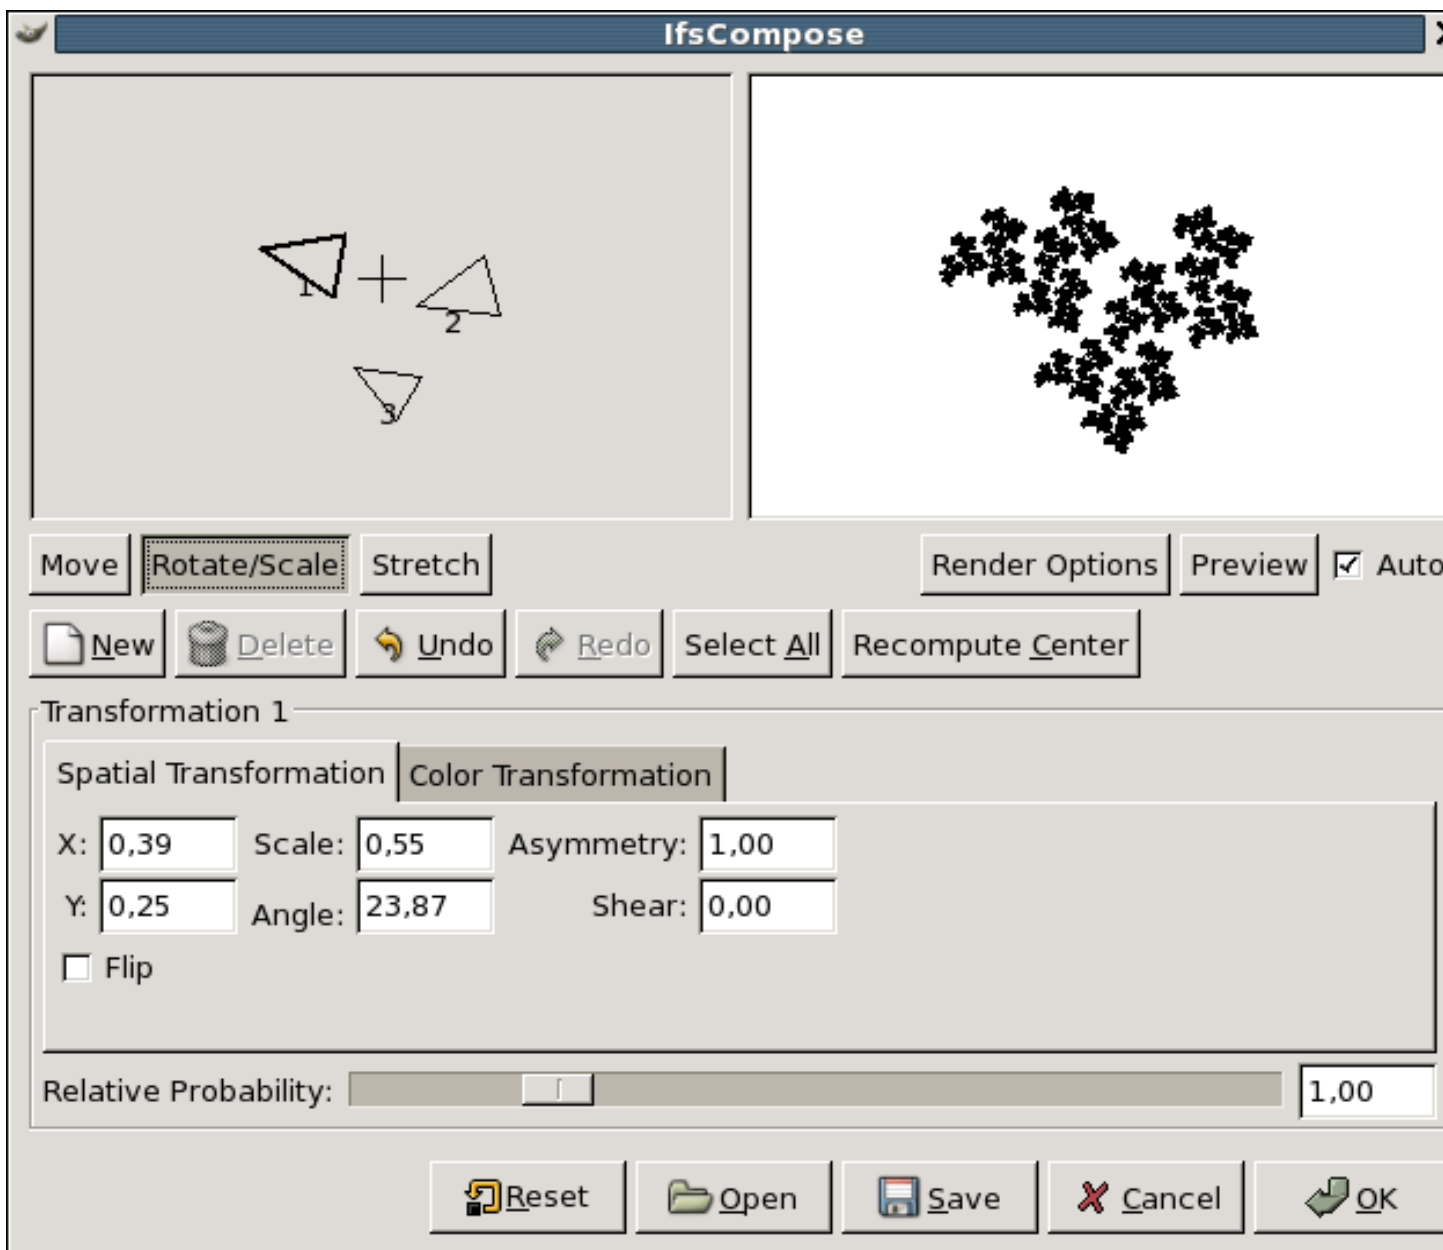 IfsCompose
1
2
3
Move Rotate/Scale Stretch Render Options Preview Auto
New Delete Undo Redo Select All Recompute Center
Transformation 1
Spatial Transformation Color Transformation
X: 0,39 Scale: 0,55 Asymmetry: 1,00
Y: 0,25 Angle: 23,87 Shear: 0,00
Flip
Relative Probability: 1,00
Reset Open Save Cancel OK